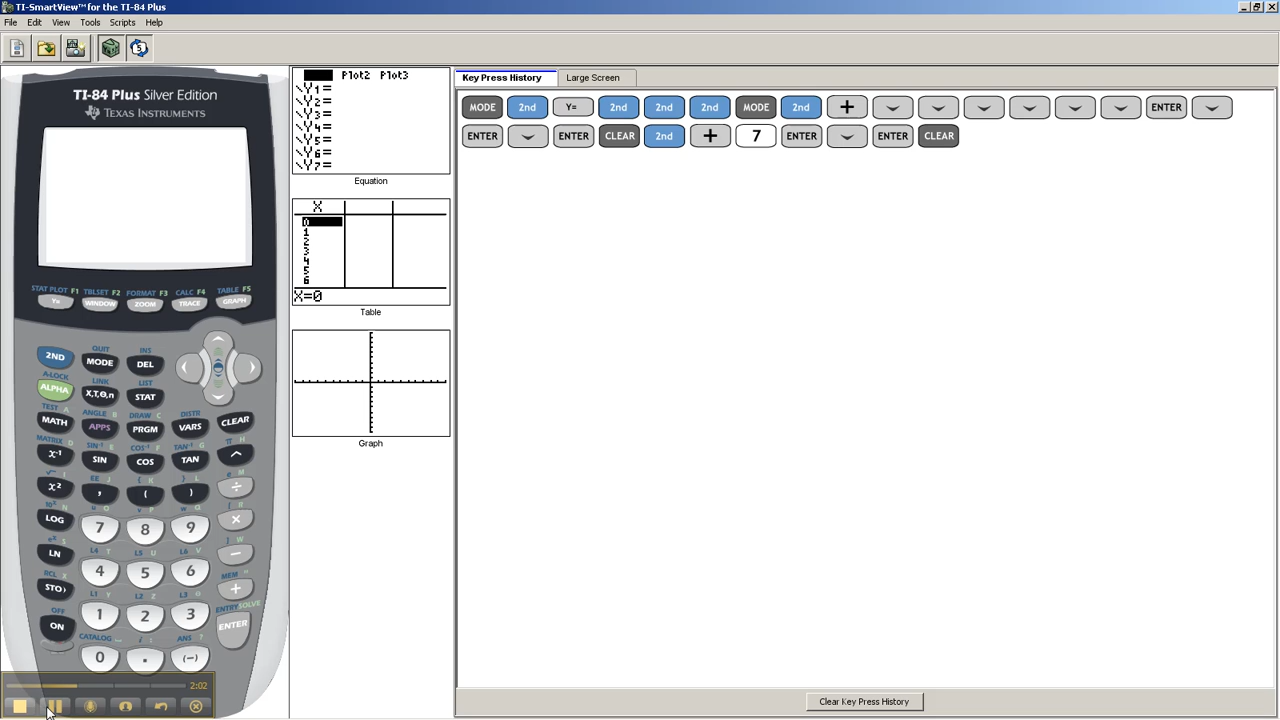 TI-SmartView™ for the TI-84 Plus
File Edit View Tools Scripts Help
TI-84 Plus Silver Edition
TEXAS INSTRUMENTS
STAT PLOT F1 TBLSET F2 FORMAT F3 CALC F4 TABLE F5
Y= WINDOW ZOOM TRACE GRAPH
QUIT INS
2ND MODE DEL
A-LOCK LINK LIST
ALPHA X,T,Θ,n STAT
TEST A ANGLE B DRAW C DISTR
MATH APPS PRGM VARS CLEAR
MATRIX D SIN⁻¹ E COS⁻¹ F TAN⁻¹ G π H
x⁻¹ SIN COS TAN ^
√ I EE J { K } L e M
x² , ( ) ÷
10ˣ N u O v P w Q [ R
LOG 7 8 9 ×
eˣ S L4 T L5 U L6 V ] W
LN 4 5 6 −
RCL X L1 Y L2 Z L3 Θ MEM "
STO› 1 2 3 +
OFF CATALOG i : ANS ? ENTRY SOLVE
ON 0 . (−) ENTER
2:02
Plot2 Plot3
\Y1=
\Y2=
\Y3=
\Y4=
\Y5=
\Y6=
\Y7=
Equation
X
0
1
2
3
4
5
6
X=0
Table
Graph
Key Press History Large Screen
MODE 2nd Y= 2nd 2nd 2nd MODE 2nd + ENTER
ENTER ENTER CLEAR 2nd + 7 ENTER ENTER CLEAR
Clear Key Press History